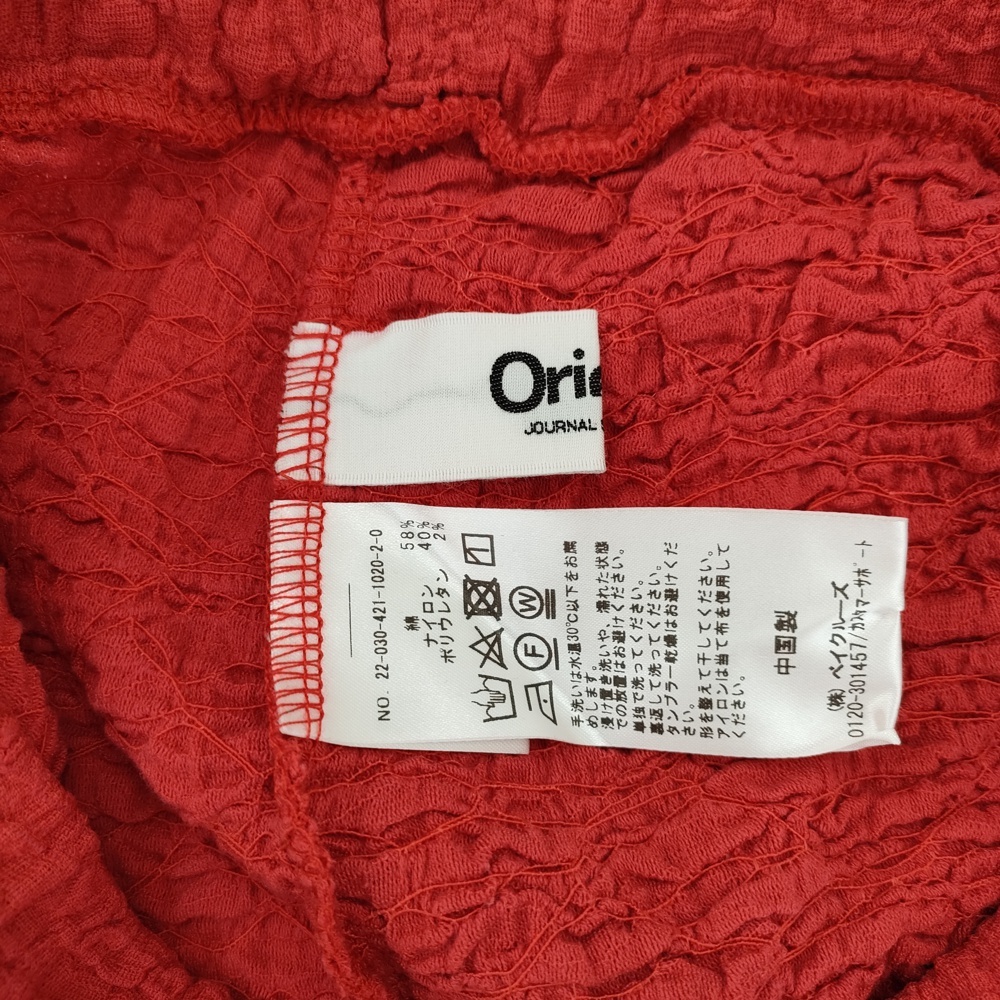 Ori
JOURNAL
NO. 22-030-421-1020-2-0
綿 58%
ナイロン 40%
ポリウレタン 2%
W
F
手洗いは水温30℃以下をお薦
めします。
浸け置き洗いや、濡れた状態
での放置はお避けください。
単独で洗ってください。
裏返して洗ってください。
タンブラー乾燥はお避けくだ
さい。
形を整えて干してください。
アイロンは当て布を使用して
ください。
中国製
(株) ベイクルーズ
0120-301457/カスタマーサポート